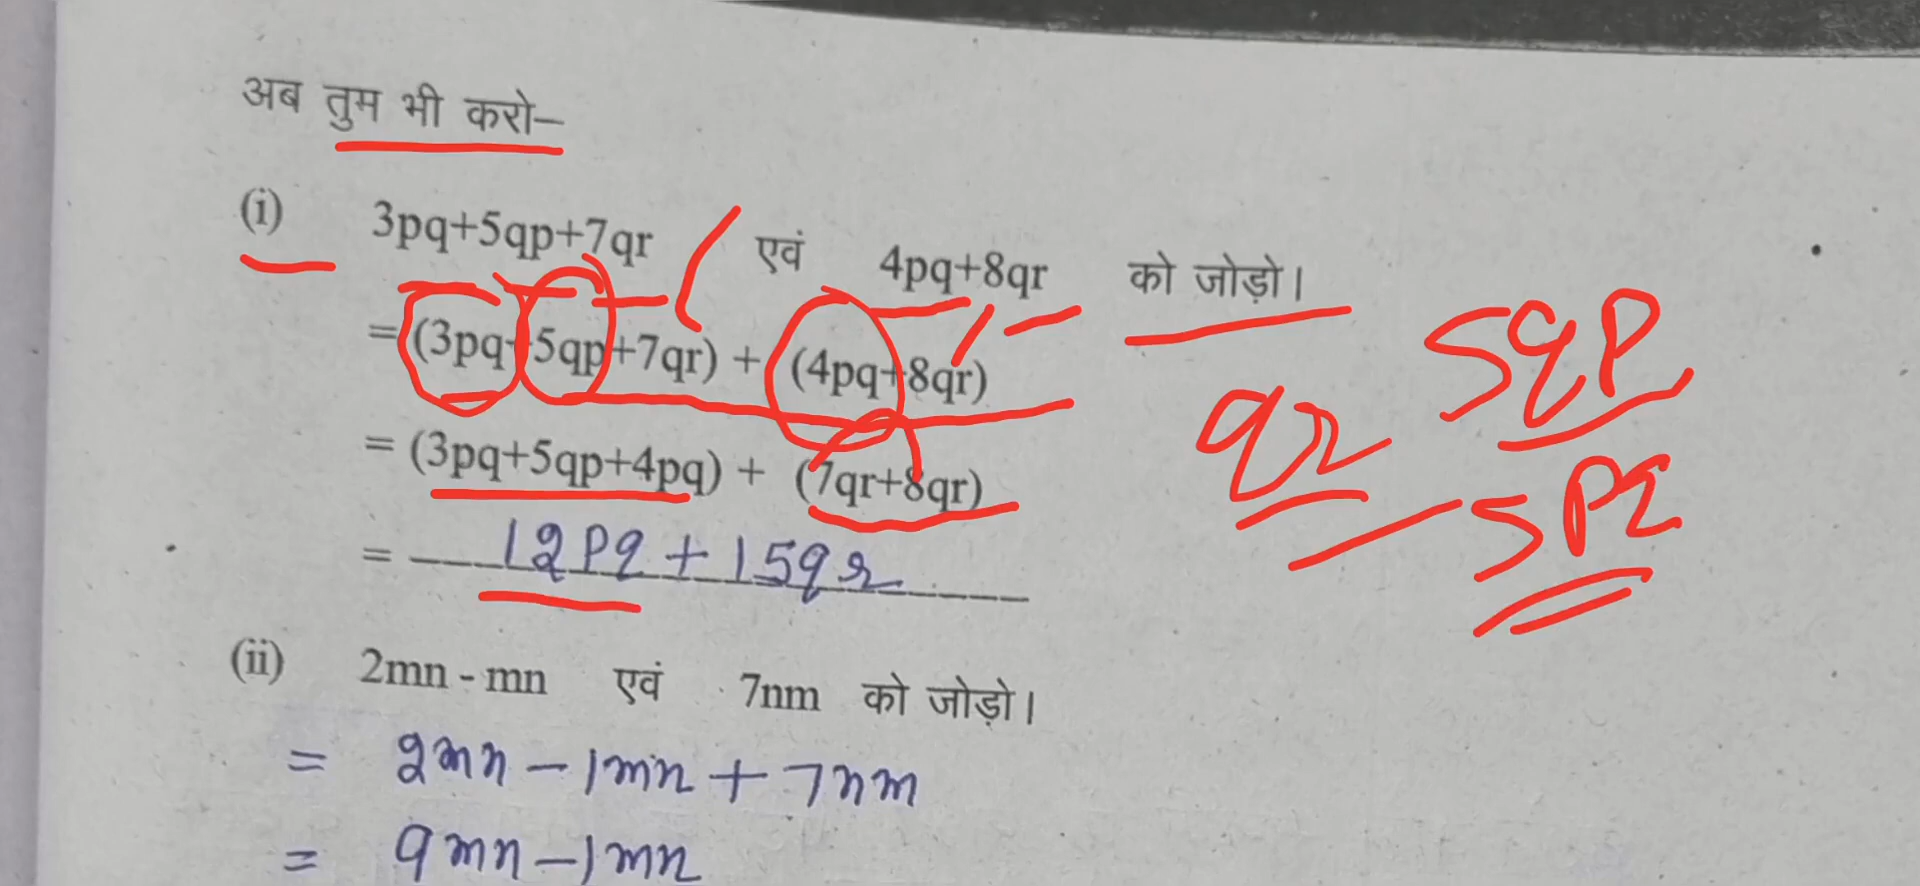 अब तुम भी करो–
(i) 3pq+5qp+7qr एवं 4pq+8qr को जोड़ो।
= (3pq+5qp+7qr) + (4pq+8qr)
5qp
qr
= (3pq+5qp+4pq) + (7qr+8qr)
5pq
= 12pq + 15qr
(ii) 2mn - mn एवं 7nm को जोड़ो।
= 2mn – 1mn + 7nm
= 9mn – 1mn